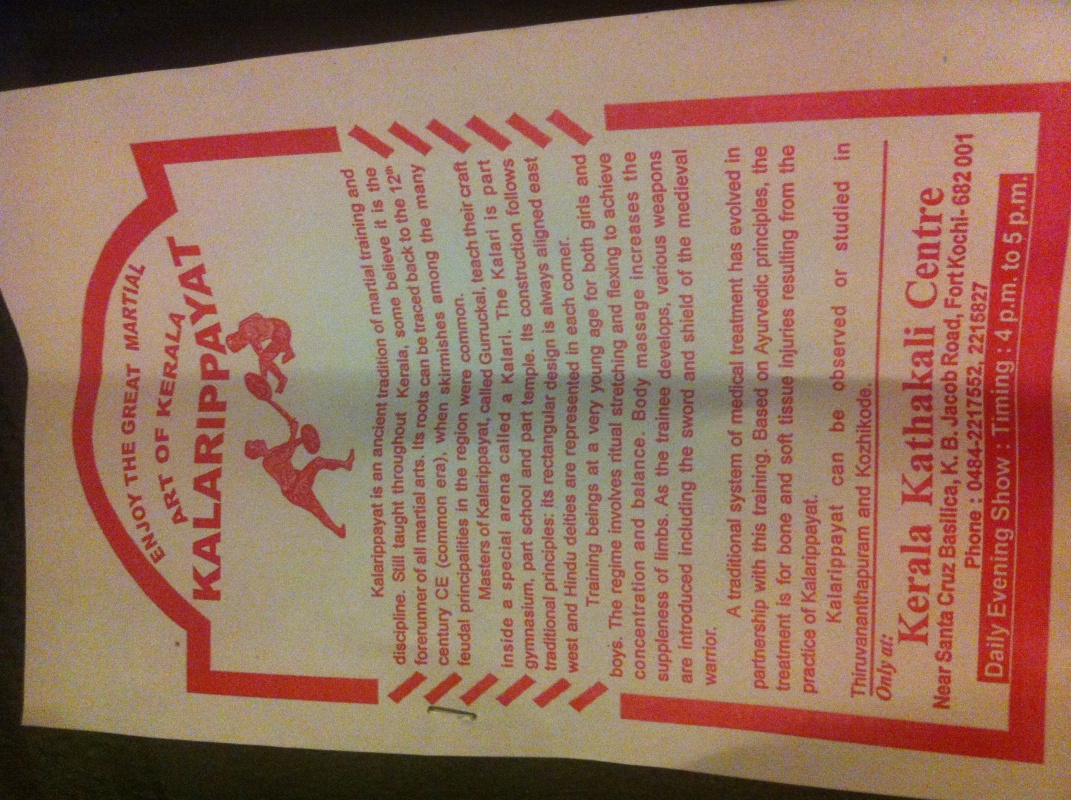 ENJOY THE GREAT MARTIAL
ART OF KERALA
KALARIPPAYAT
Kalarippayat is an ancient tradition of martial training and
discipline. Still taught throughout Kerala, some believe it is the
forerunner of all martial arts. Its roots can be traced back to the 12th
century CE (common era), when skirmishes among the many
feudal principalities in the region were common.
Masters of Kalarippayat, called Gurrukal, teach their craft
inside a special arena called a Kalari. The Kalari is part
gymnasium, part school and part temple. Its construction follows
traditional principles: its rectangular design is always aligned east
west and Hindu deities are represented in each corner.
Training beings at a very young age for both girls and
boys. The regime involves ritual stretching and flexing to achieve
concentration and balance. Body massage increases the
suppleness of limbs. As the trainee develops, various weapons
are introduced including the sword and shield of the medieval
warrior.
A traditional system of medical treatment has evolved in
partnership with this training. Based on Ayurvedic principles, the
treatment is for bone and soft tissue injuries resulting from the
practice of Kalarippayat.
Kalarippayat can be observed or studied in
Thiruvananthapuram and Kozhikode.
Only at:
Kerala Kathakali Centre
Near Santa Cruz Basilica, K. B. Jacob Road, Fort Kochi- 682 001
Phone : 0484-2217552, 2215827
Daily Evening Show : Timing : 4 p.m. to 5 p.m.